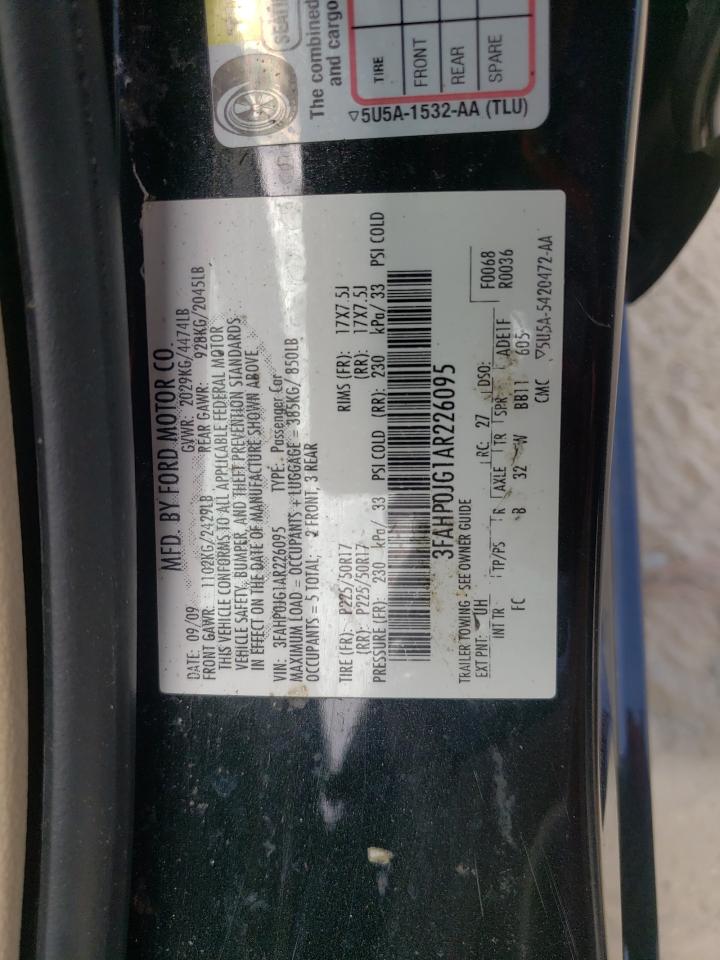 SEATIN
The combined
and cargo
TIRE
FRONT
REAR
SPARE
▽5U5A-1532-AA (TLU)
MFD. BY FORD MOTOR CO.
DATE: 09/09 GVWR: 2029KG/4474LB
FRONT GAWR: 1102KG/2429LB REAR GAWR: 928KG/2045LB
THIS VEHICLE CONFORMS TO ALL APPLICABLE FEDERAL MOTOR
VEHICLE SAFETY, BUMPER, AND THEFT PREVENTION STANDARDS
IN EFFECT ON THE DATE OF MANUFACTURE SHOWN ABOVE.
VIN: 3FAHP0JG1AR226095 TYPE: Passenger Car
MAXIMUM LOAD = OCCUPANTS + LUGGAGE = 385KG/ 850LB
OCCUPANTS = 5 TOTAL; 2 FRONT, 3 REAR
TIRE (FR): P225/50R17 RIMS (FR): 17X7.5J
(RR): P225/50R17 (RR): 17X7.5J
PRESSURE (FR): 230 kPa/ 33 PSI COLD (RR): 230 kPa/ 33 PSI COLD
3FAHP0JG1AR226095
TRAILER TOWING - SEE OWNER GUIDE
EXT PNT: UH RC: 27 DSO: F0068
R0036
INT TR TP/PS R AXLE TR SPR ADE1F
FC B 32 W BB11 605
CMC ▽5U5A-5420472-AA